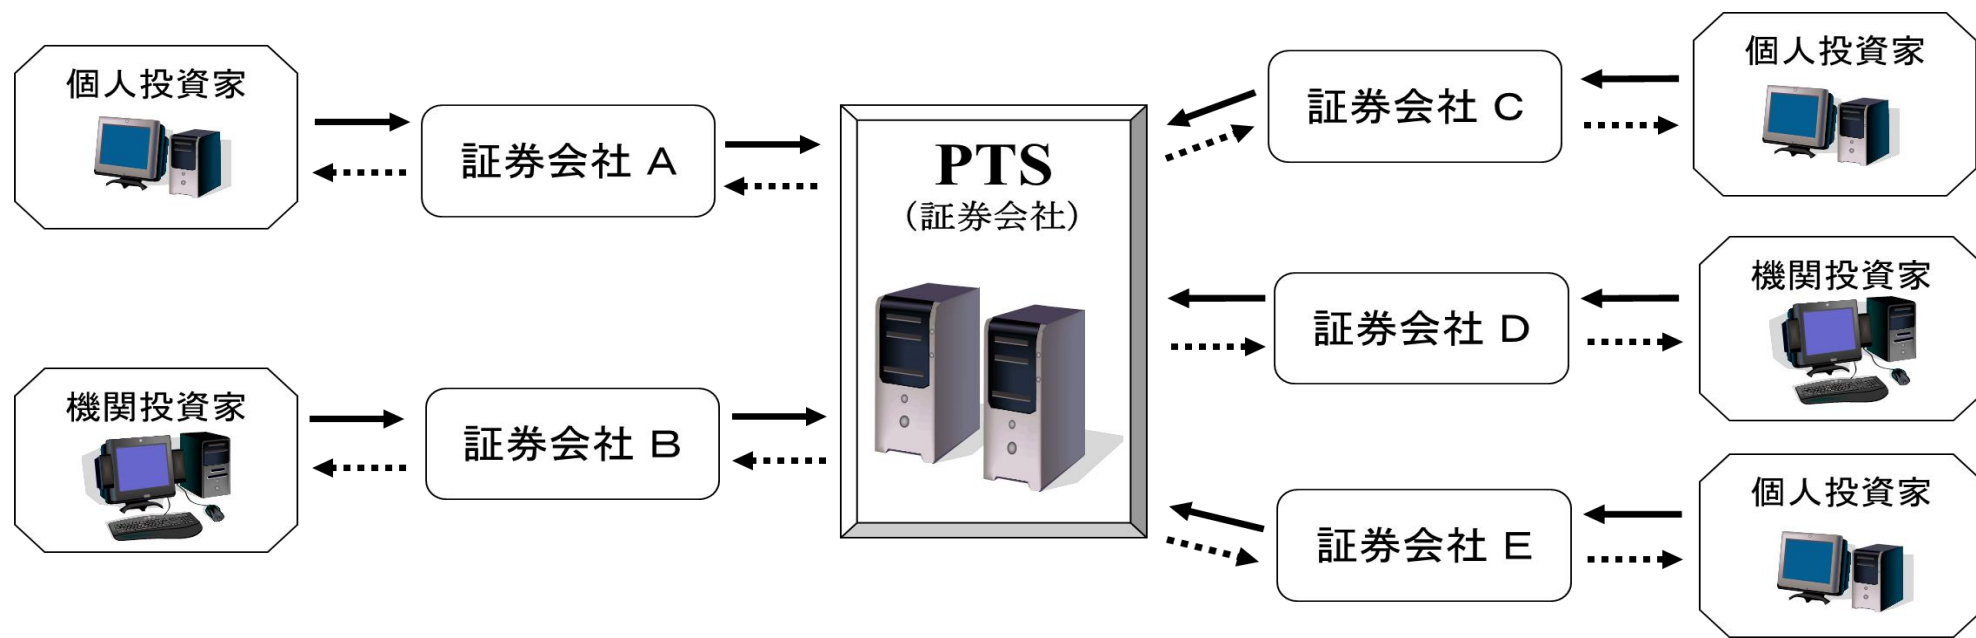 個人投資家
証券会社 A
機関投資家
証券会社 B
PTS
（証券会社）
証券会社 C
個人投資家
証券会社 D
機関投資家
証券会社 E
個人投資家